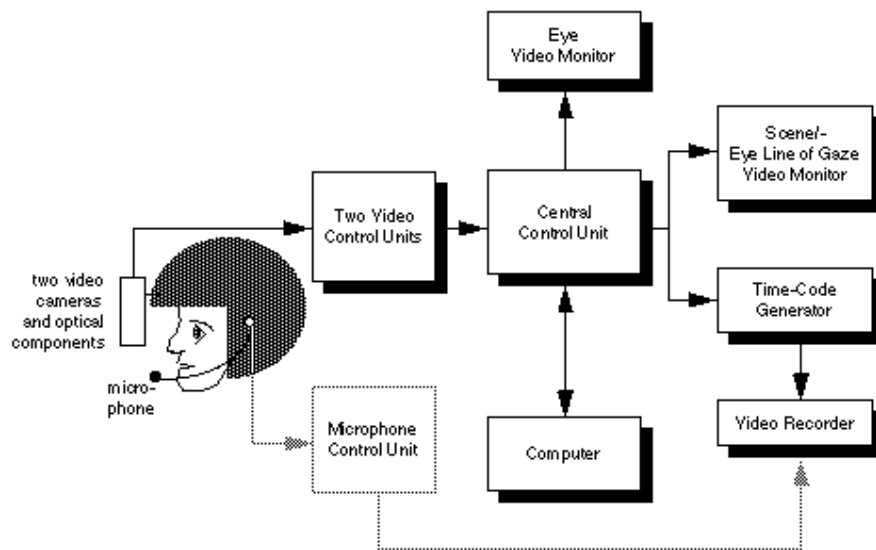 Eye
Video Monitor
Scene/-
Eye Line of Gaze
Video Monitor
Two Video
Control Units
Central
Control Unit
two video
cameras
and optical
components
Time-Code
Generator
micro-
phone
Microphone
Control Unit
Computer
Video Recorder